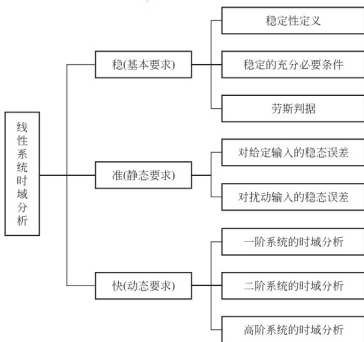 线性系统时域分析
稳(基本要求)
稳定性定义
稳定的充分必要条件
劳斯判据
准(静态要求)
对给定输入的稳态误差
对扰动输入的稳态误差
快(动态要求)
一阶系统的时域分析
二阶系统的时域分析
高阶系统的时域分析